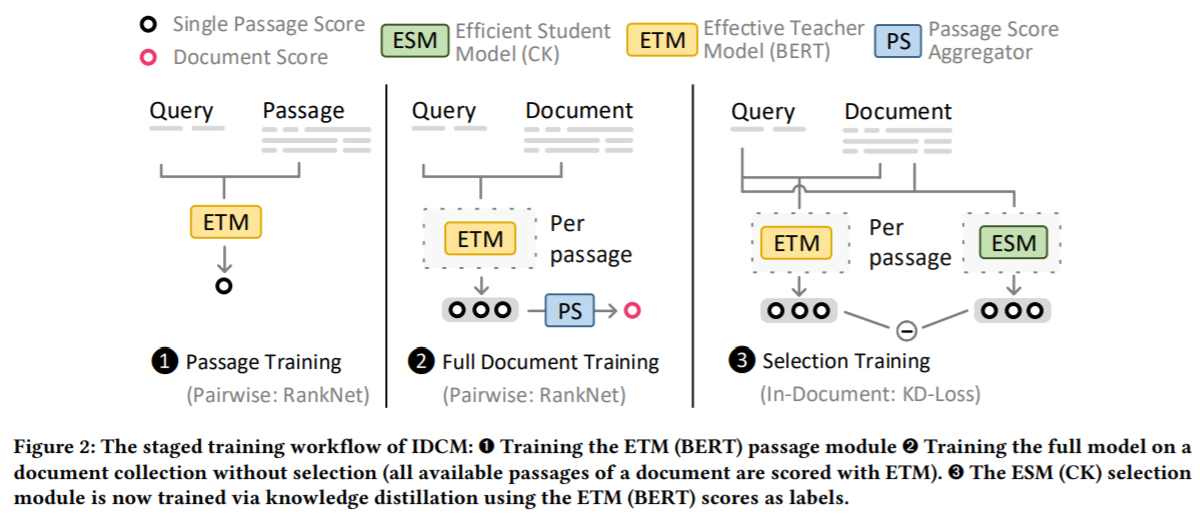 Single Passage Score
Document Score
ESM
Efficient Student
Model (CK)
ETM
Effective Teacher
Model (BERT)
PS
Passage Score
Aggregator
Query
Passage
ETM
1 Passage Training
(Pairwise: RankNet)
Query
Document
ETM
Per
passage
PS
2 Full Document Training
(Pairwise: RankNet)
Query
Document
ETM
Per
passage
ESM
−
3 Selection Training
(In-Document: KD-Loss)
Figure 2: The staged training workflow of IDCM: ❶ Training the ETM (BERT) passage module ❷ Training the full model on a
document collection without selection (all available passages of a document are scored with ETM). ❸ The ESM (CK) selection
module is now trained via knowledge distillation using the ETM (BERT) scores as labels.